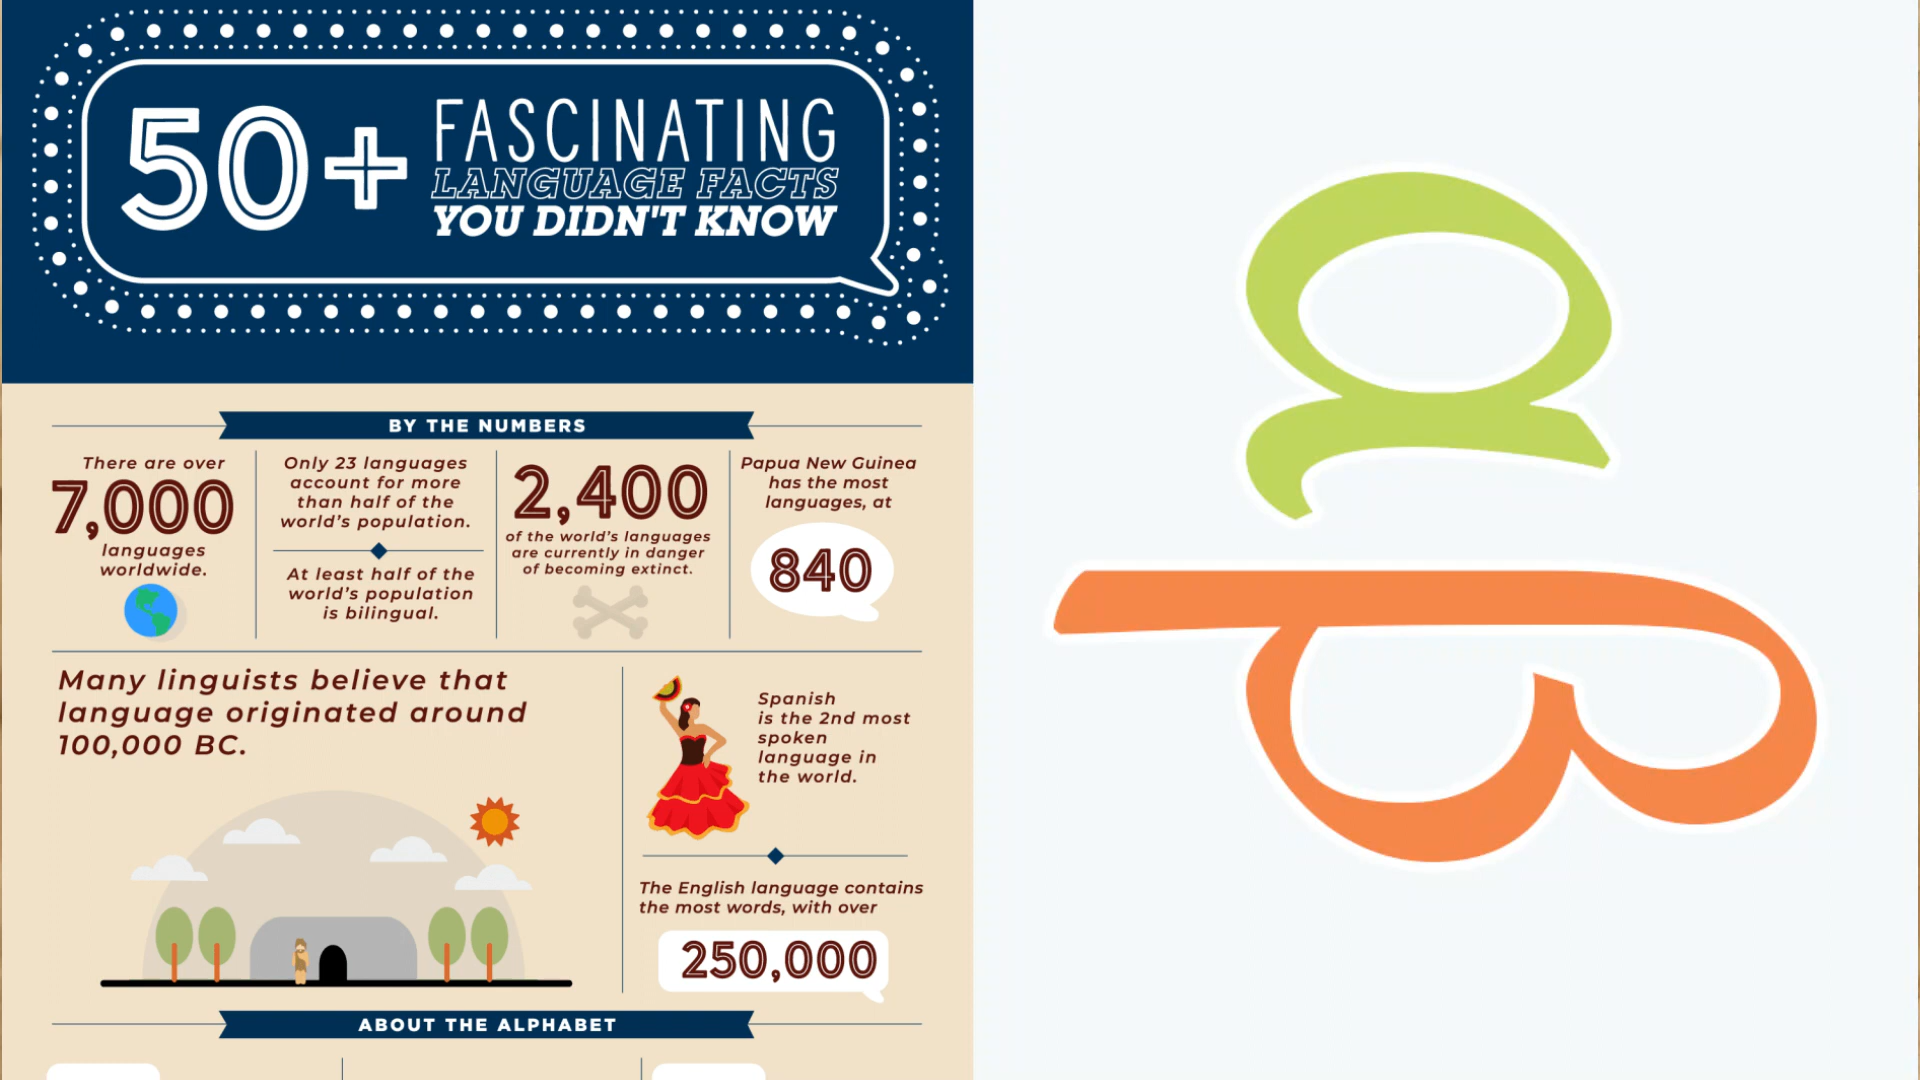 50+
FASCINATING
LANGUAGE FACTS
YOU DIDN'T KNOW
BY THE NUMBERS
There are over
7,000
languages
worldwide.
Only 23 languages
account for more
than half of the
world's population.
At least half of the
world's population
is bilingual.
2,400
of the world's languages
are currently in danger
of becoming extinct.
Papua New Guinea
has the most
languages, at
840
Many linguists believe that
language originated around
100,000 BC.
Spanish
is the 2nd most
spoken
language in
the world.
The English language contains
the most words, with over
250,000
ABOUT THE ALPHABET
αβ